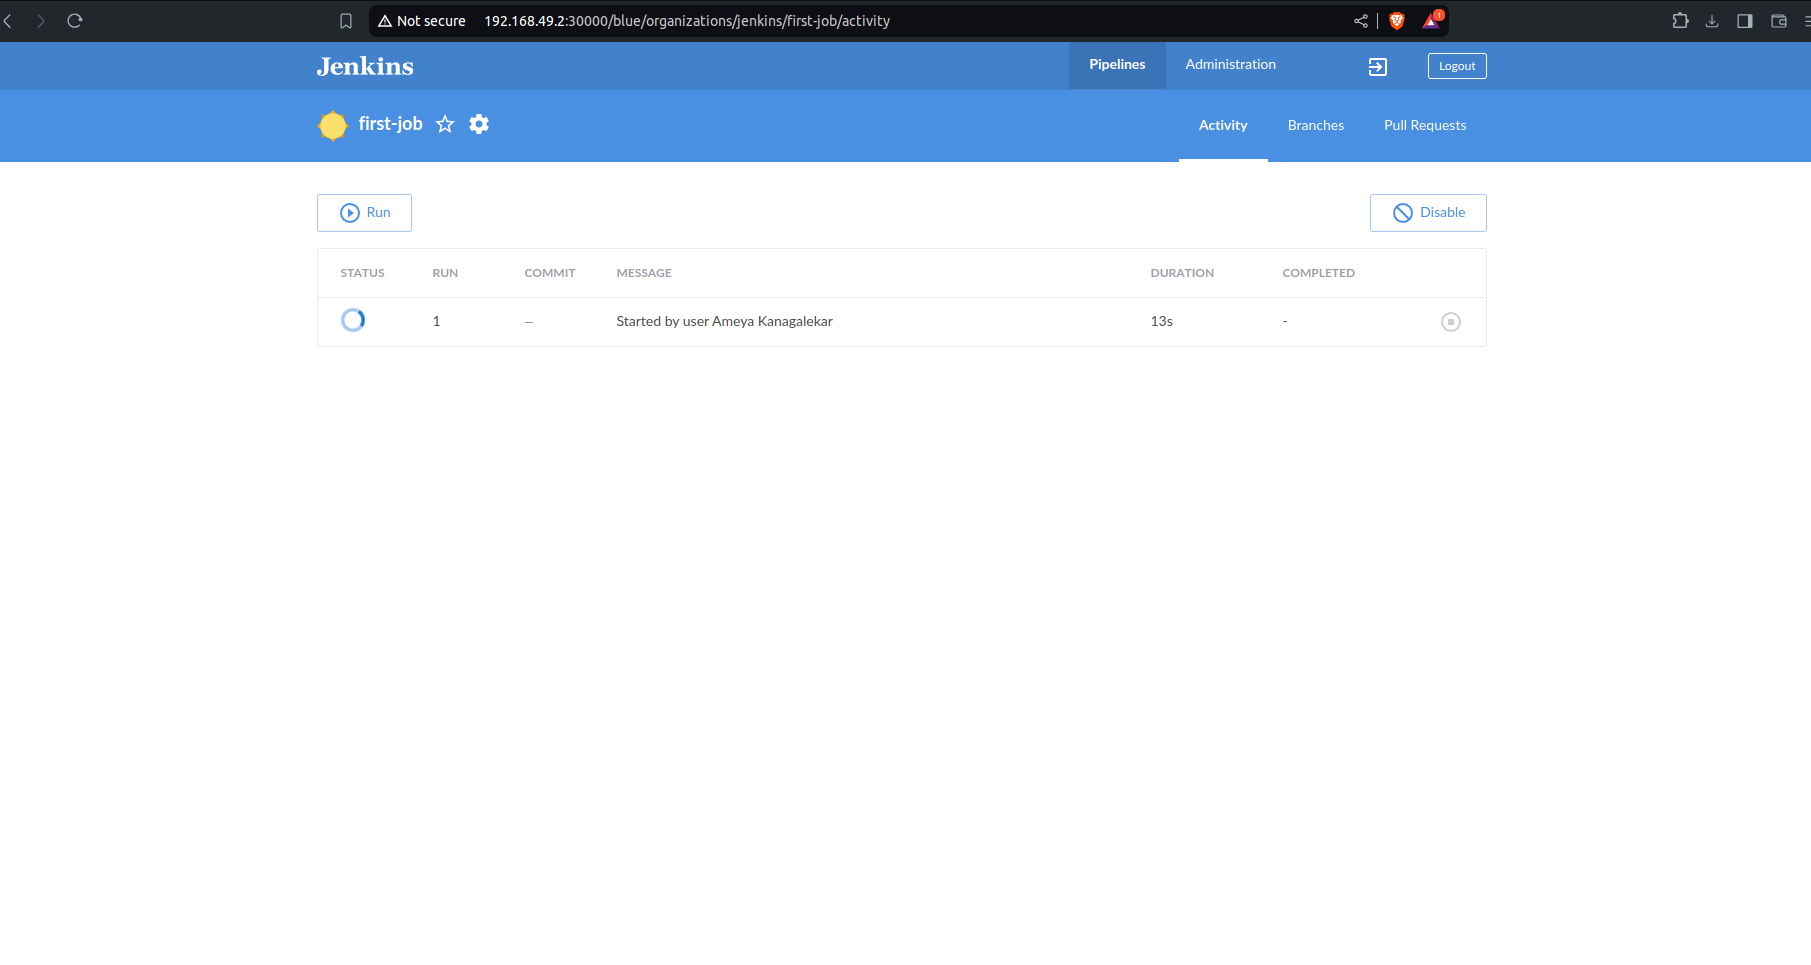 Not secure 192.168.49.2:30000/blue/organizations/jenkins/first-job/activity 1
Jenkins Pipelines Administration Logout
first-job Activity Branches Pull Requests
Run Disable
STATUS RUN COMMIT MESSAGE DURATION COMPLETED
1 — Started by user Ameya Kanagalekar 13s -